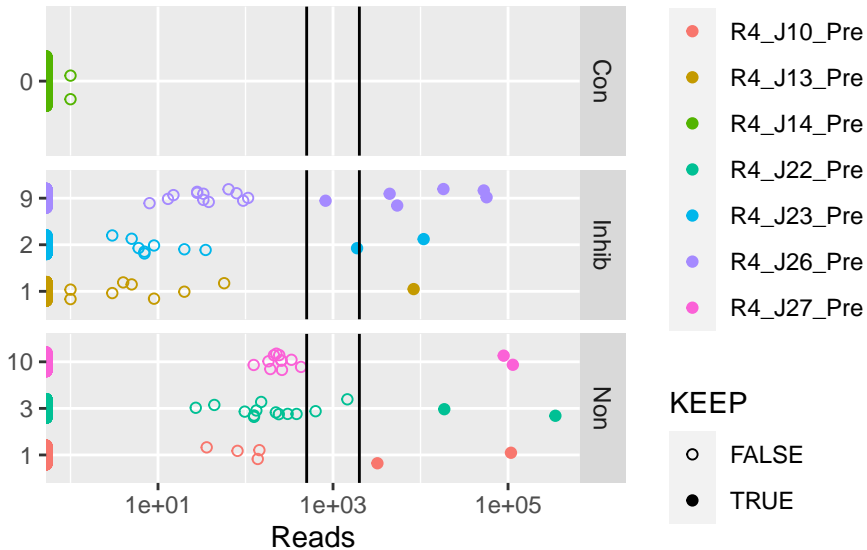 0
Con
9
2
1
Inhib
10
3
1
Non
1e+01 1e+03 1e+05
Reads
R4_J10_Pre
R4_J13_Pre
R4_J14_Pre
R4_J22_Pre
R4_J23_Pre
R4_J26_Pre
R4_J27_Pre
KEEP
FALSE
TRUE